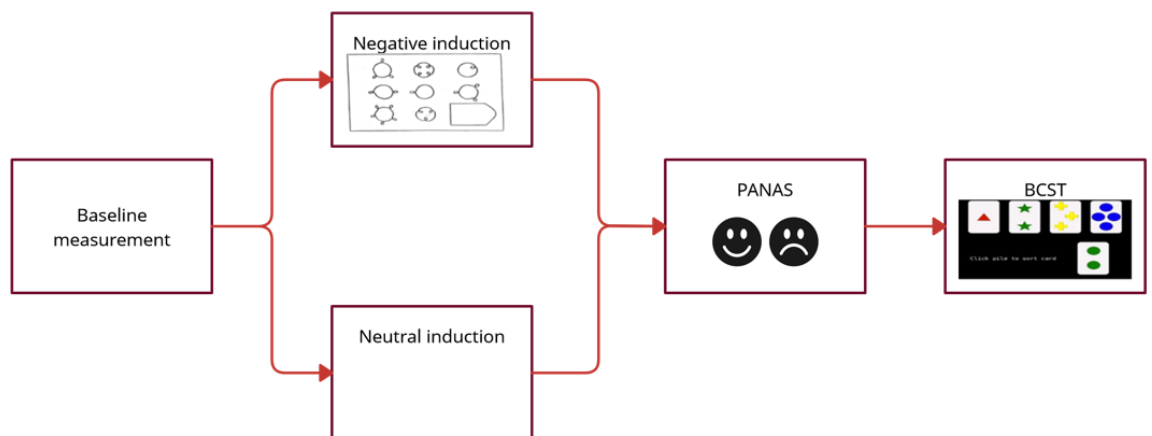 Negative induction
Baseline
measurement
PANAS
BCST
Click pile to sort card
Neutral induction